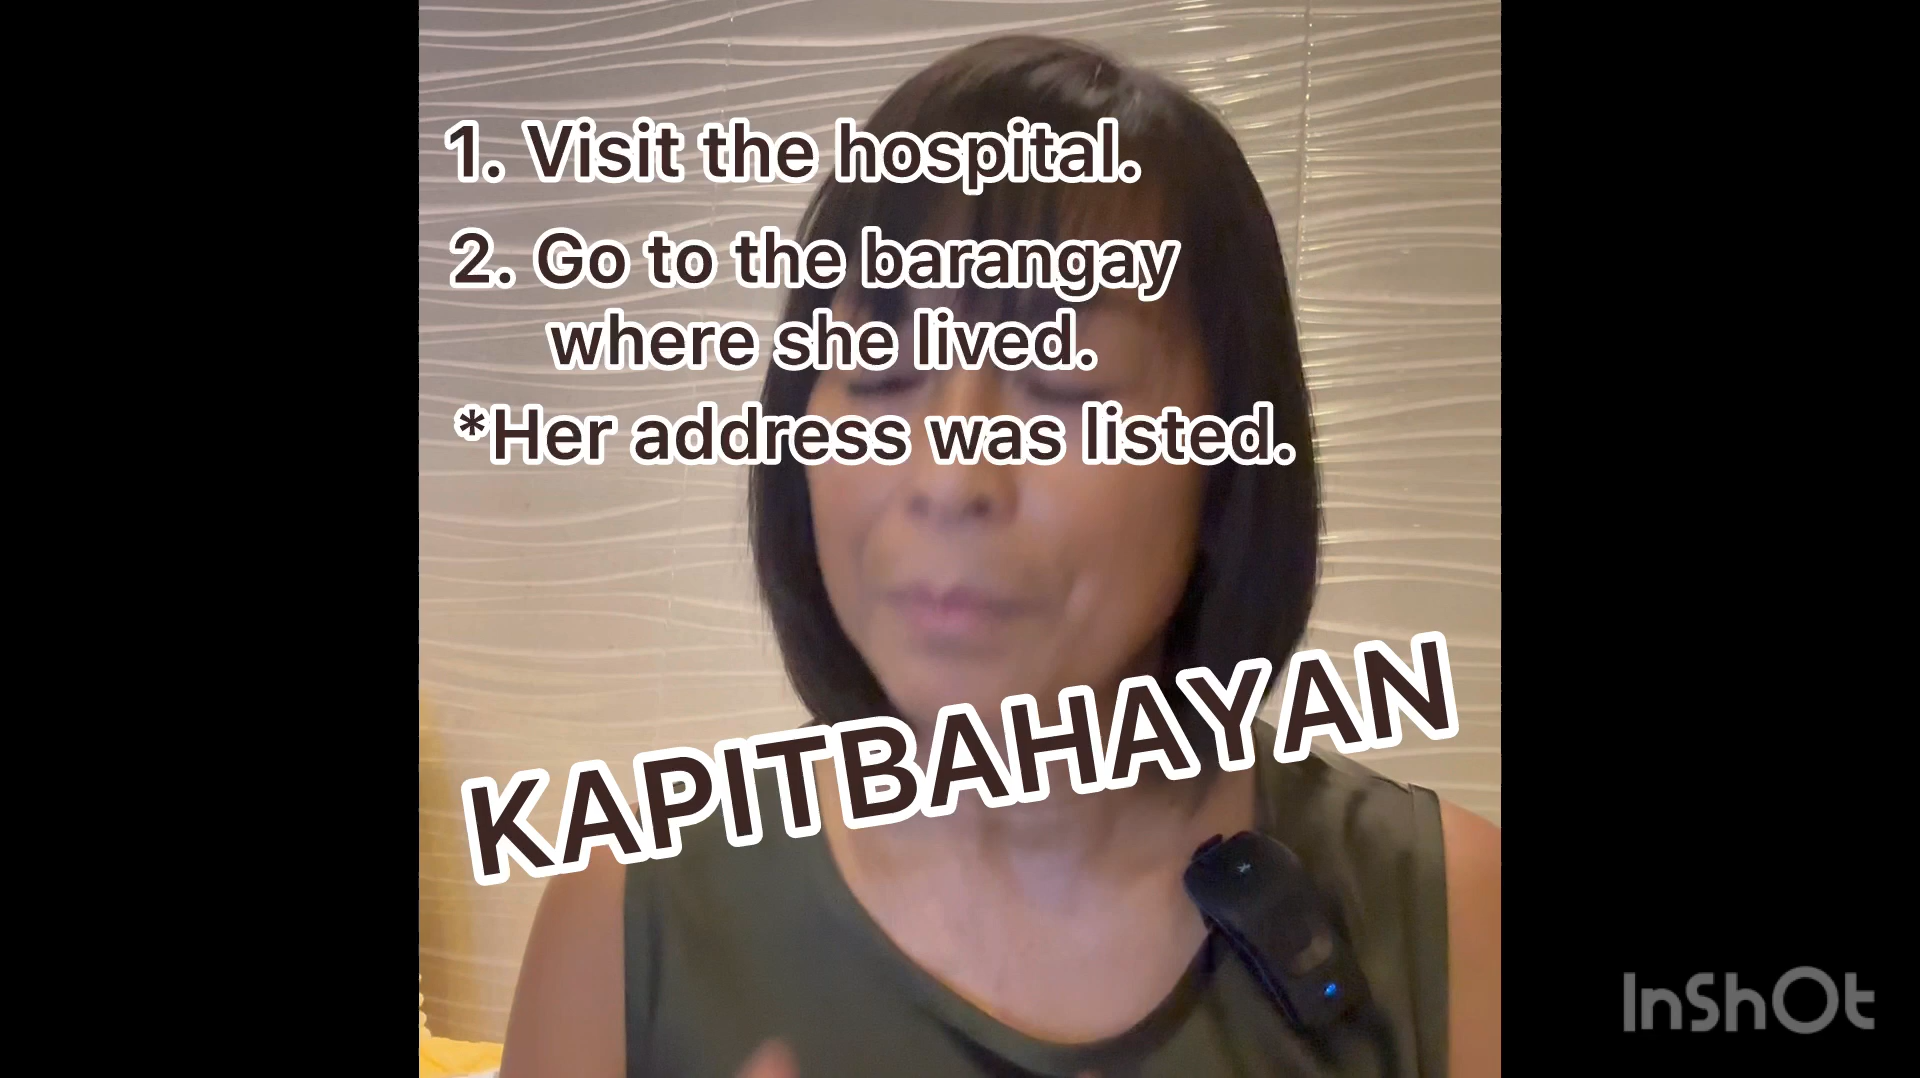 1. Visit the hospital.
2. Go to the barangay
where she lived.
*Her address was listed.
KAPITBAHAYAN
InShOt